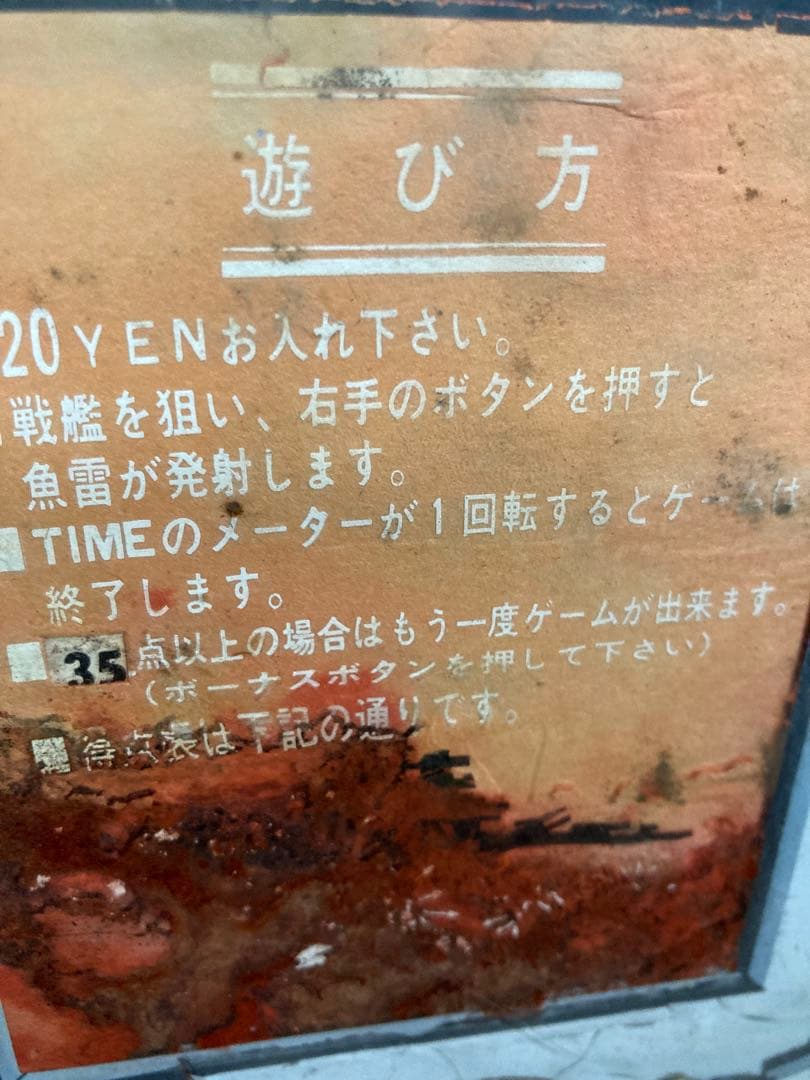 遊び方
20YENお入れ下さい。
戦艦を狙い、右手のボタンを押すと
魚雷が発射します。
■TIMEのメーターが1回転するとゲームは
終了します。
■35点以上の場合はもう一度ゲームが出来ます。
(ボーナスボタンを押して下さい)
■得点表は下記の通りです。